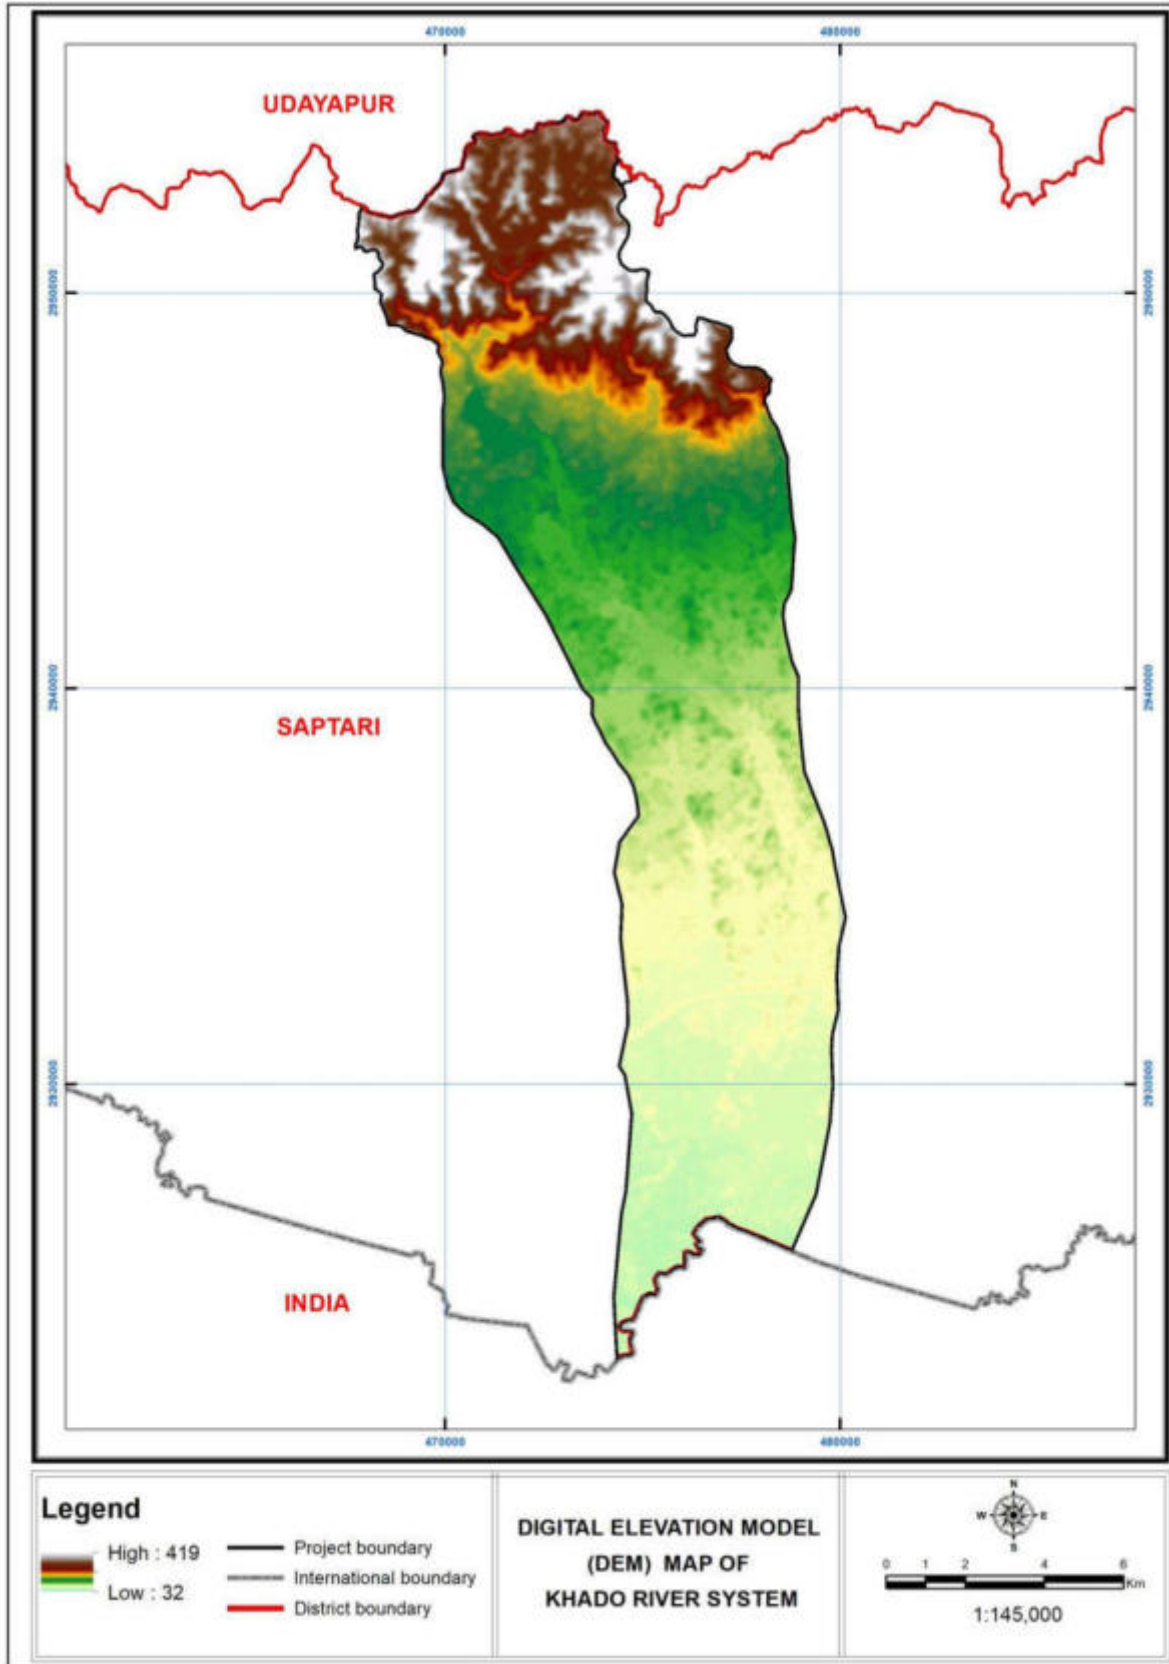 470000
480000
UDAYAPUR
2950000
2950000
2940000
2940000
SAPTARI
2930000
2930000
INDIA
470000
480000
Legend
High : 419
Low : 32
Project boundary
International boundary
District boundary
DIGITAL ELEVATION MODEL
(DEM) MAP OF
KHADO RIVER SYSTEM
N
W
E
S
0 1 2 4 6
Km
1:145,000